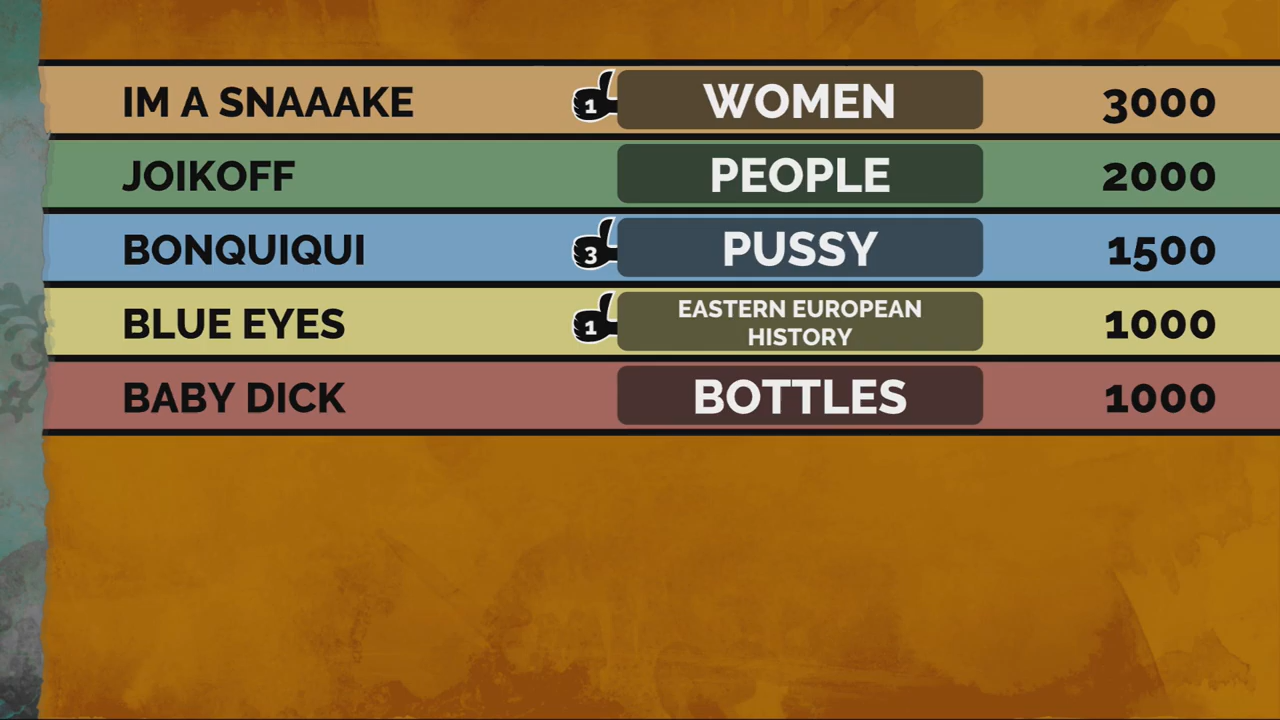 IM A SNAAAKE 1 WOMEN 3000
JOIKOFF PEOPLE 2000
BONQUIQUI 3 PUSSY 1500
BLUE EYES 1 EASTERN EUROPEAN HISTORY 1000
BABY DICK BOTTLES 1000